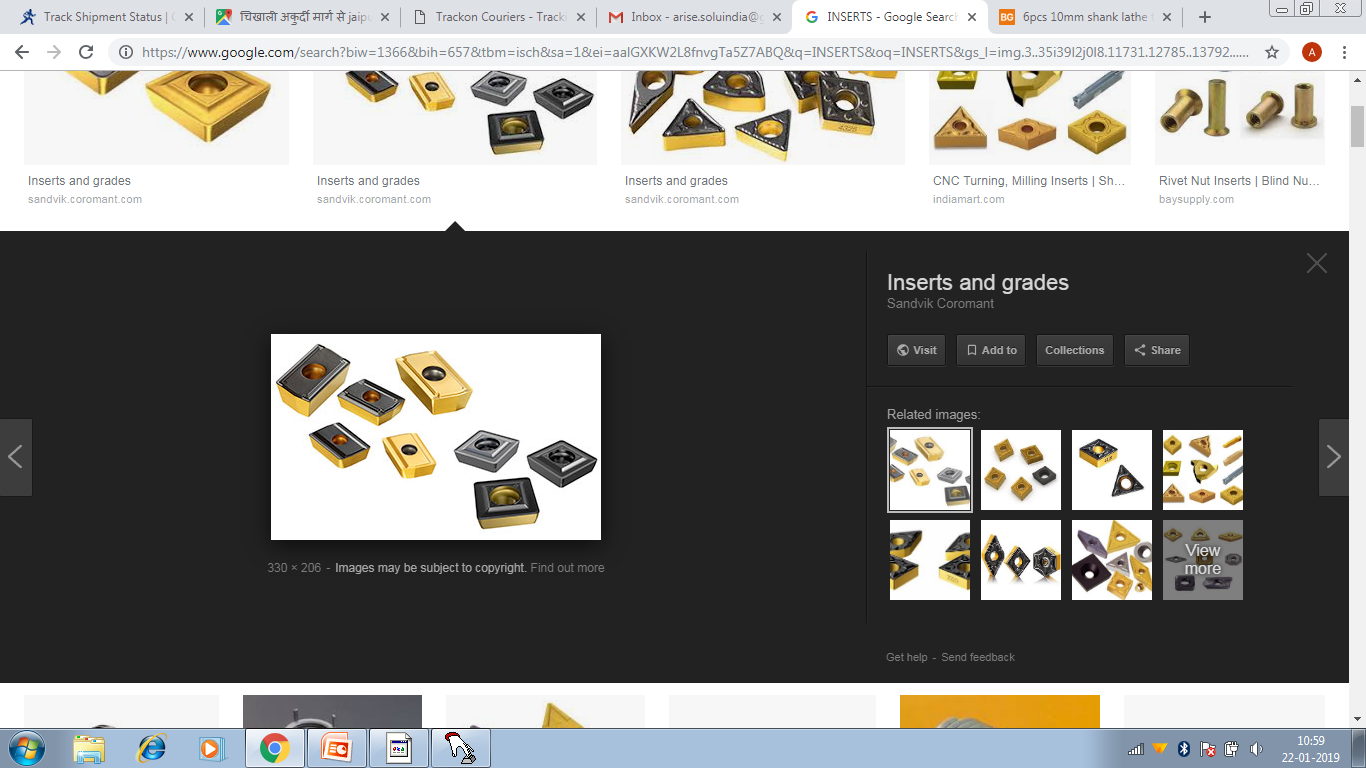 Track Shipment Status | C
चिखाली अकुर्दी मार्ग से jaipu
Trackon Couriers - Tracki
Inbox - arise.soluindia@g
INSERTS - Google Search
6pcs 10mm shank lathe t
https://www.google.com/search?biw=1366&bih=657&tbm=isch&sa=1&ei=aalGXKW2L8fnvgTa5Z7ABQ&q=INSERTS&oq=INSERTS&gs_l=img.3..35i39l2j0l8.11731.12785..13792......
A
Inserts and grades
sandvik.coromant.com
Inserts and grades
sandvik.coromant.com
Inserts and grades
sandvik.coromant.com
CNC Turning, Milling Inserts | Sh...
indiamart.com
Rivet Nut Inserts | Blind Nu...
baysupply.com
Inserts and grades
Sandvik Coromant
Visit
Add to
Collections
Share
Related images:
View
more
330 × 206 - Images may be subject to copyright. Find out more
Get help - Send feedback
10:59
22-01-2019